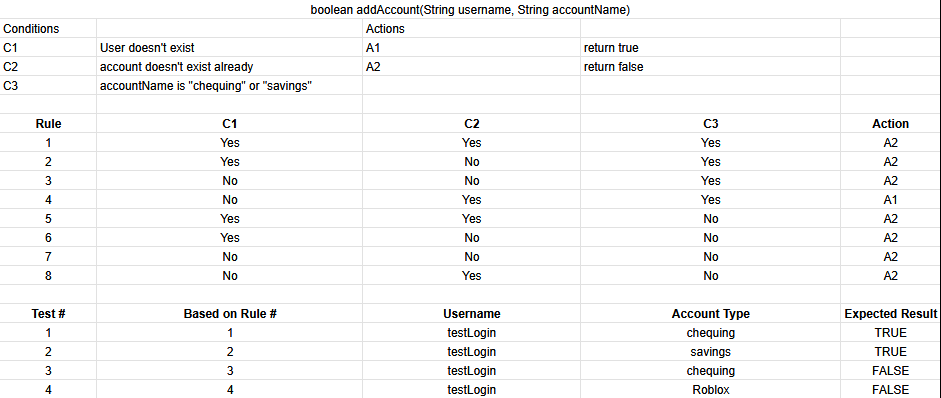 boolean addAccount(String username, String accountName)
Conditions Actions
C1 User doesn't exist A1 return true
C2 account doesn't exist already A2 return false
C3 accountName is "chequing" or "savings"
Rule C1 C2 C3 Action
1 Yes Yes Yes A2
2 Yes No Yes A2
3 No No Yes A2
4 No Yes Yes A1
5 Yes Yes No A2
6 Yes No No A2
7 No No No A2
8 No Yes No A2
Test # Based on Rule # Username Account Type Expected Result
1 1 testLogin chequing TRUE
2 2 testLogin savings TRUE
3 3 testLogin chequing FALSE
4 4 testLogin Roblox FALSE